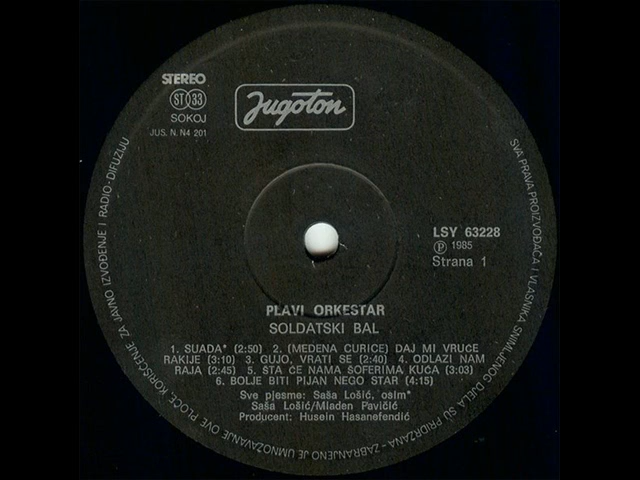 STEREO
ST 33
SOKOJ
JUS. N. N4 201
Jugoton
LSY 63228
Ⓟ 1985
Strana 1
PLAVI ORKESTAR
SOLDATSKI BAL
1. SUADA* (2:50) 2. (MEDENA CURICE) DAJ MI VRUĆE
RAKIJE (3:10) 3. GUJO, VRATI SE (2:40) 4. ODLAZI NAM
RAJA (2:45) 5. ŠTA ĆE NAMA ŠOFERIMA KUĆA (3:03)
6. BOLJE BITI PIJAN NEGO STAR (4:15)
Sve pjesme: Saša Lošić, osim*
Saša Lošić/Mladen Pavičić
Producent: Husein Hasanefendić
SVA PRAVA PROIZVOĐAČA I VLASNIKA SNIMLJENOG DJELA SU PRIDRŽANA - ZABRANJENO JE UMNOŽAVANJE OVE PLOČE, KORIŠĆENJE ZA JAVNO IZVOĐENJE I RADIO-DIFUZIJU